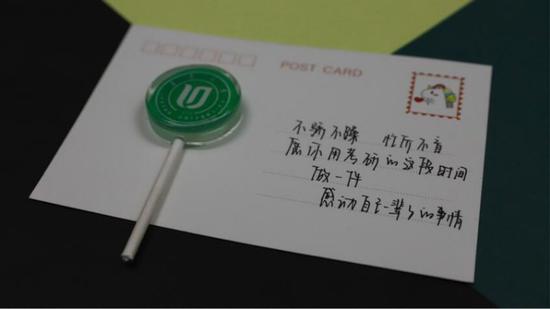 POST CARD
不骄不躁 忙所不盲
愿你用考研的这段时间
做一件
感动自己一辈子的事情